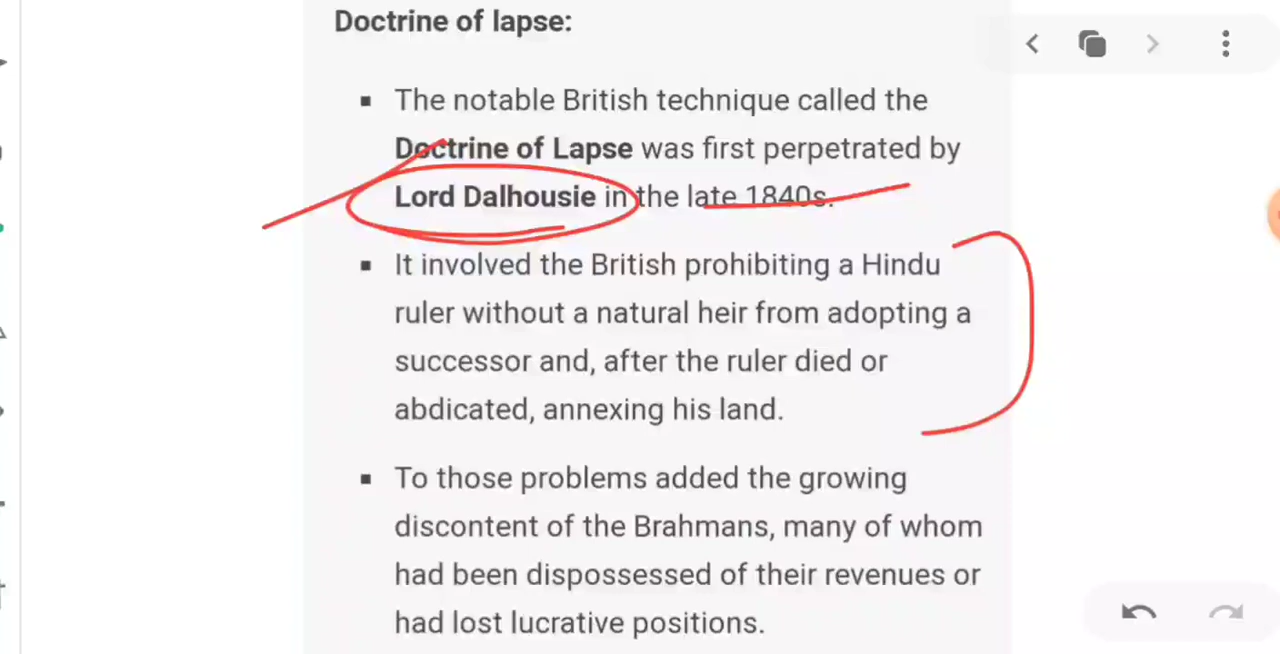 Doctrine of lapse:
▪ The notable British technique called the
Doctrine of Lapse was first perpetrated by
Lord Dalhousie in the late 1840s.
▪ It involved the British prohibiting a Hindu
ruler without a natural heir from adopting a
successor and, after the ruler died or
abdicated, annexing his land.
▪ To those problems added the growing
discontent of the Brahmans, many of whom
had been dispossessed of their revenues or
had lost lucrative positions.